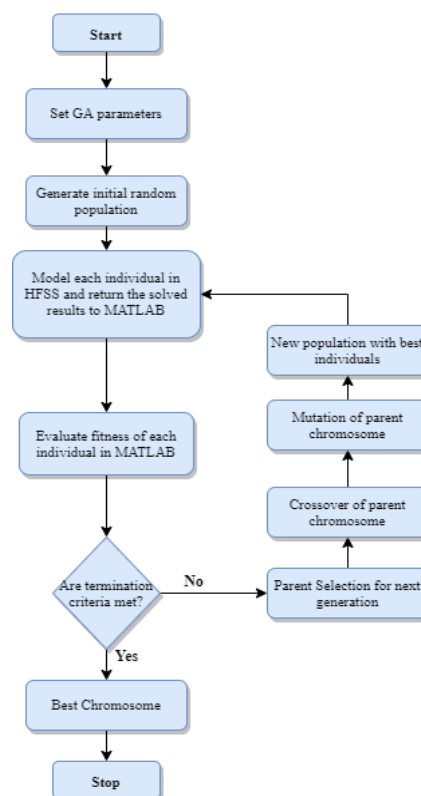 Start
Set GA parameters
Generate initial random
population
Model each individual in
HFSS and return the solved
results to MATLAB
New population with best
individuals
Mutation of parent
chromosome
Evaluate fitness of each
individual in MATLAB
Crossover of parent
chromosome
Are termination
criteria met?
No
Parent Selection for next
generation
Yes
Best Chromosome
Stop